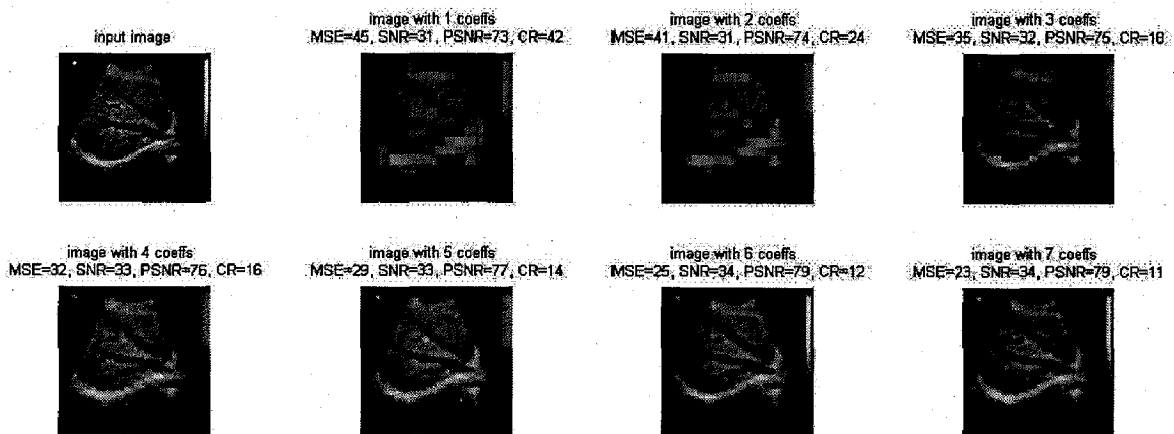 input image
image with 1 coeffs
MSE=45, SNR=31, PSNR=73, CR=42
image with 2 coeffs
MSE=41, SNR=31, PSNR=74, CR=24
image with 3 coeffs
MSE=35, SNR=32, PSNR=75, CR=18
image with 4 coeffs
MSE=32, SNR=33, PSNR=76, CR=16
image with 5 coeffs
MSE=29, SNR=33, PSNR=77, CR=14
image with 6 coeffs
MSE=25, SNR=34, PSNR=79, CR=12
image with 7 coeffs
MSE=23, SNR=34, PSNR=79, CR=11